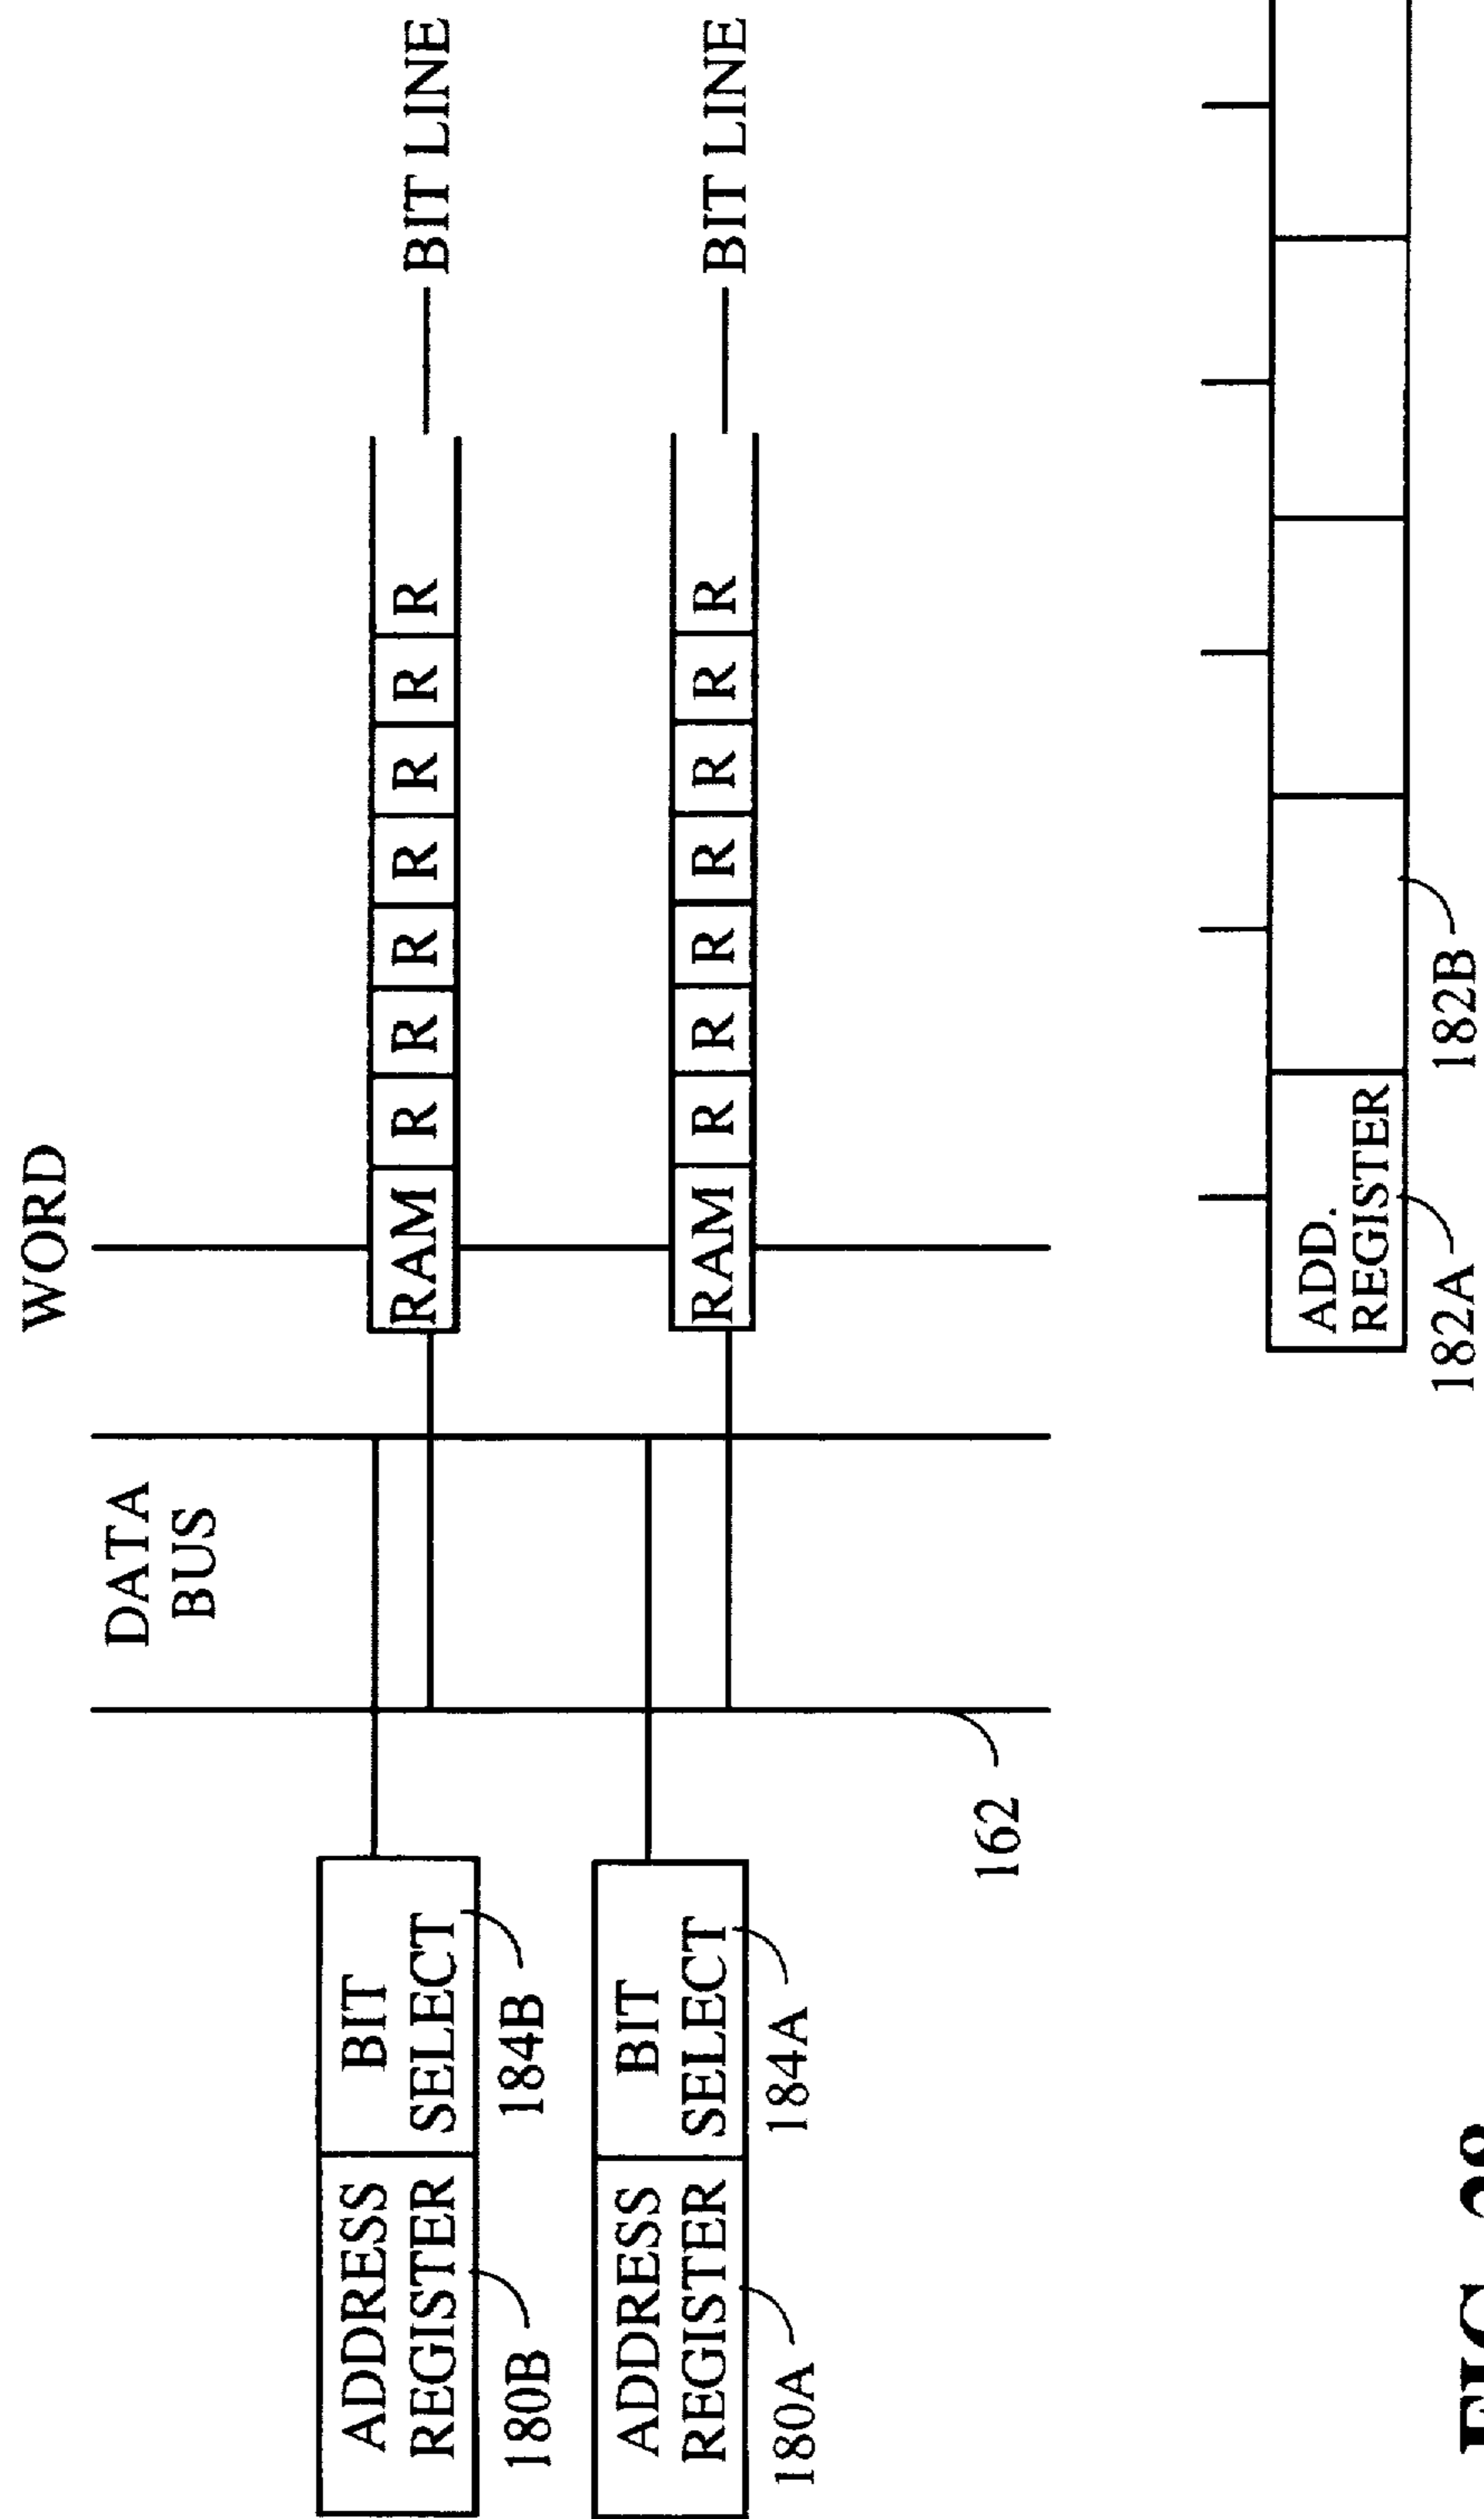 WORD
DATA
BUS
ADDRESS
REGISTER
BIT
SELECT
RAM R R R R R R R
BIT LINE
180B
184B
ADDRESS
REGISTER
BIT
SELECT
RAM R R R R R R R
BIT LINE
180A
184A
162
ADD.
REGISTER
182A
182B
FIG.